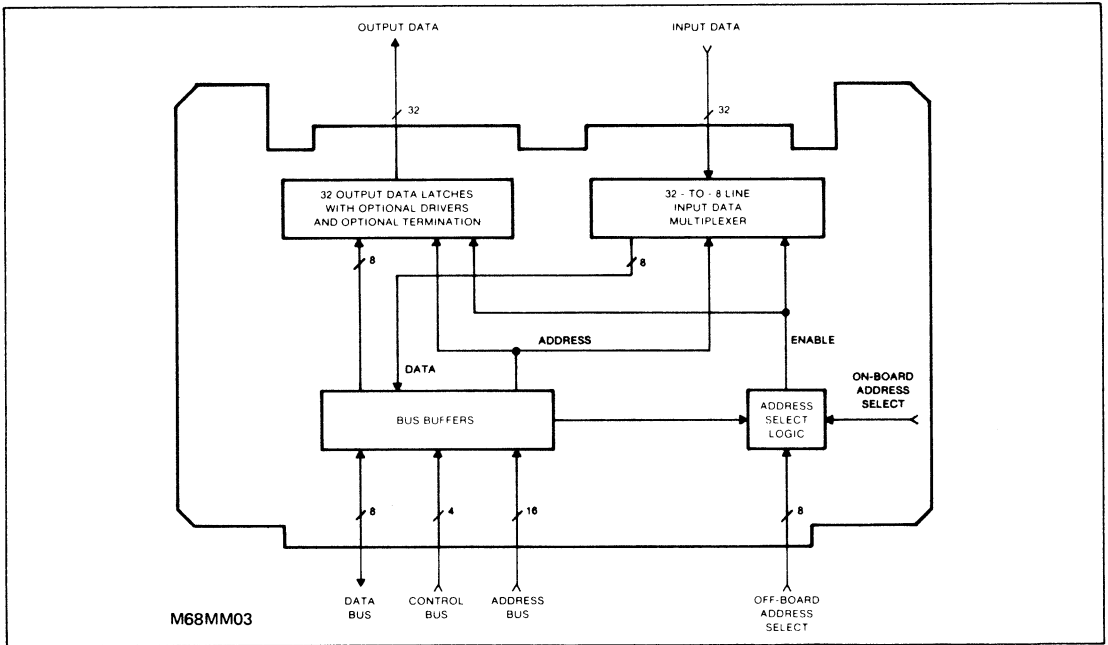 OUTPUT DATA
INPUT DATA
32
32
32 OUTPUT DATA LATCHES
WITH OPTIONAL DRIVERS
AND OPTIONAL TERMINATION
32 - TO - 8 LINE
INPUT DATA
MULTIPLEXER
8
8
ADDRESS
ENABLE
DATA
ON-BOARD
ADDRESS
SELECT
BUS BUFFERS
ADDRESS
SELECT
LOGIC
8
4
16
8
DATA
BUS
CONTROL
BUS
ADDRESS
BUS
OFF-BOARD
ADDRESS
SELECT
M68MM03